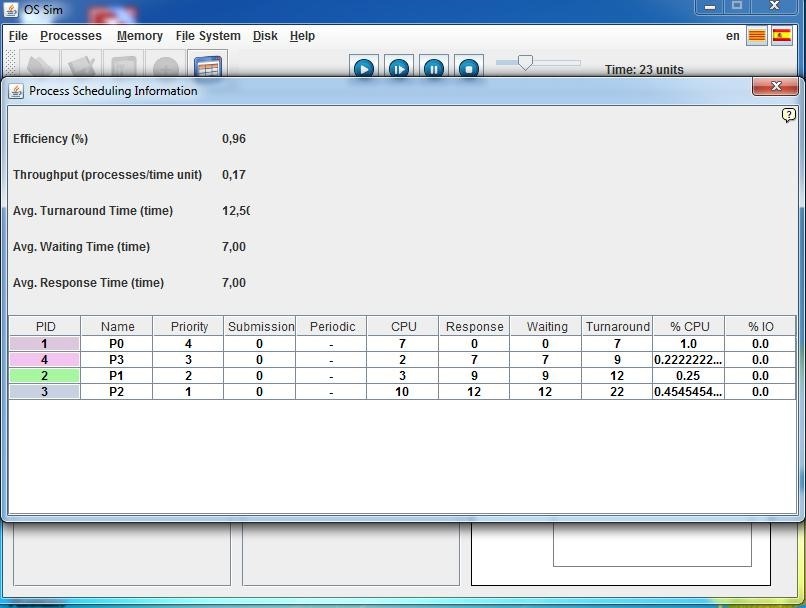 OS Sim
File Processes Memory File System Disk Help en
Time: 23 units
Process Scheduling Information
?
Efficiency (%) 0,96
Throughput (processes/time unit) 0,17
Avg. Turnaround Time (time) 12,50
Avg. Waiting Time (time) 7,00
Avg. Response Time (time) 7,00
PID Name Priority Submission Periodic CPU Response Waiting Turnaround % CPU % IO
1 P0 4 0 - 7 0 0 7 1.0 0.0
4 P3 3 0 - 2 7 7 9 0.2222222... 0.0
2 P1 2 0 - 3 9 9 12 0.25 0.0
3 P2 1 0 - 10 12 12 22 0.4545454... 0.0